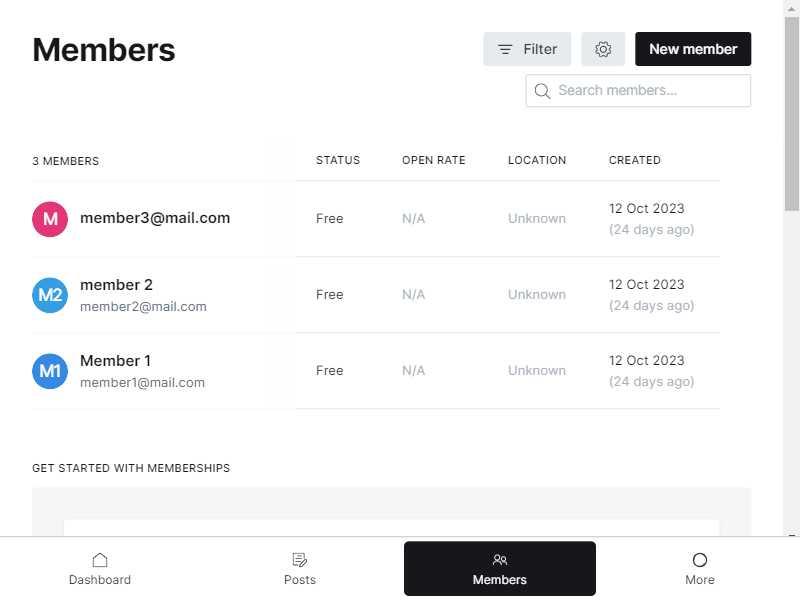 Members
Filter
New member
Search members...
3 MEMBERS STATUS OPEN RATE LOCATION CREATED
M member3@mail.com Free N/A Unknown 12 Oct 2023
(24 days ago)
M2 member 2 Free N/A Unknown 12 Oct 2023
member2@mail.com (24 days ago)
M1 Member 1 Free N/A Unknown 12 Oct 2023
member1@mail.com (24 days ago)
GET STARTED WITH MEMBERSHIPS
Dashboard Posts Members More